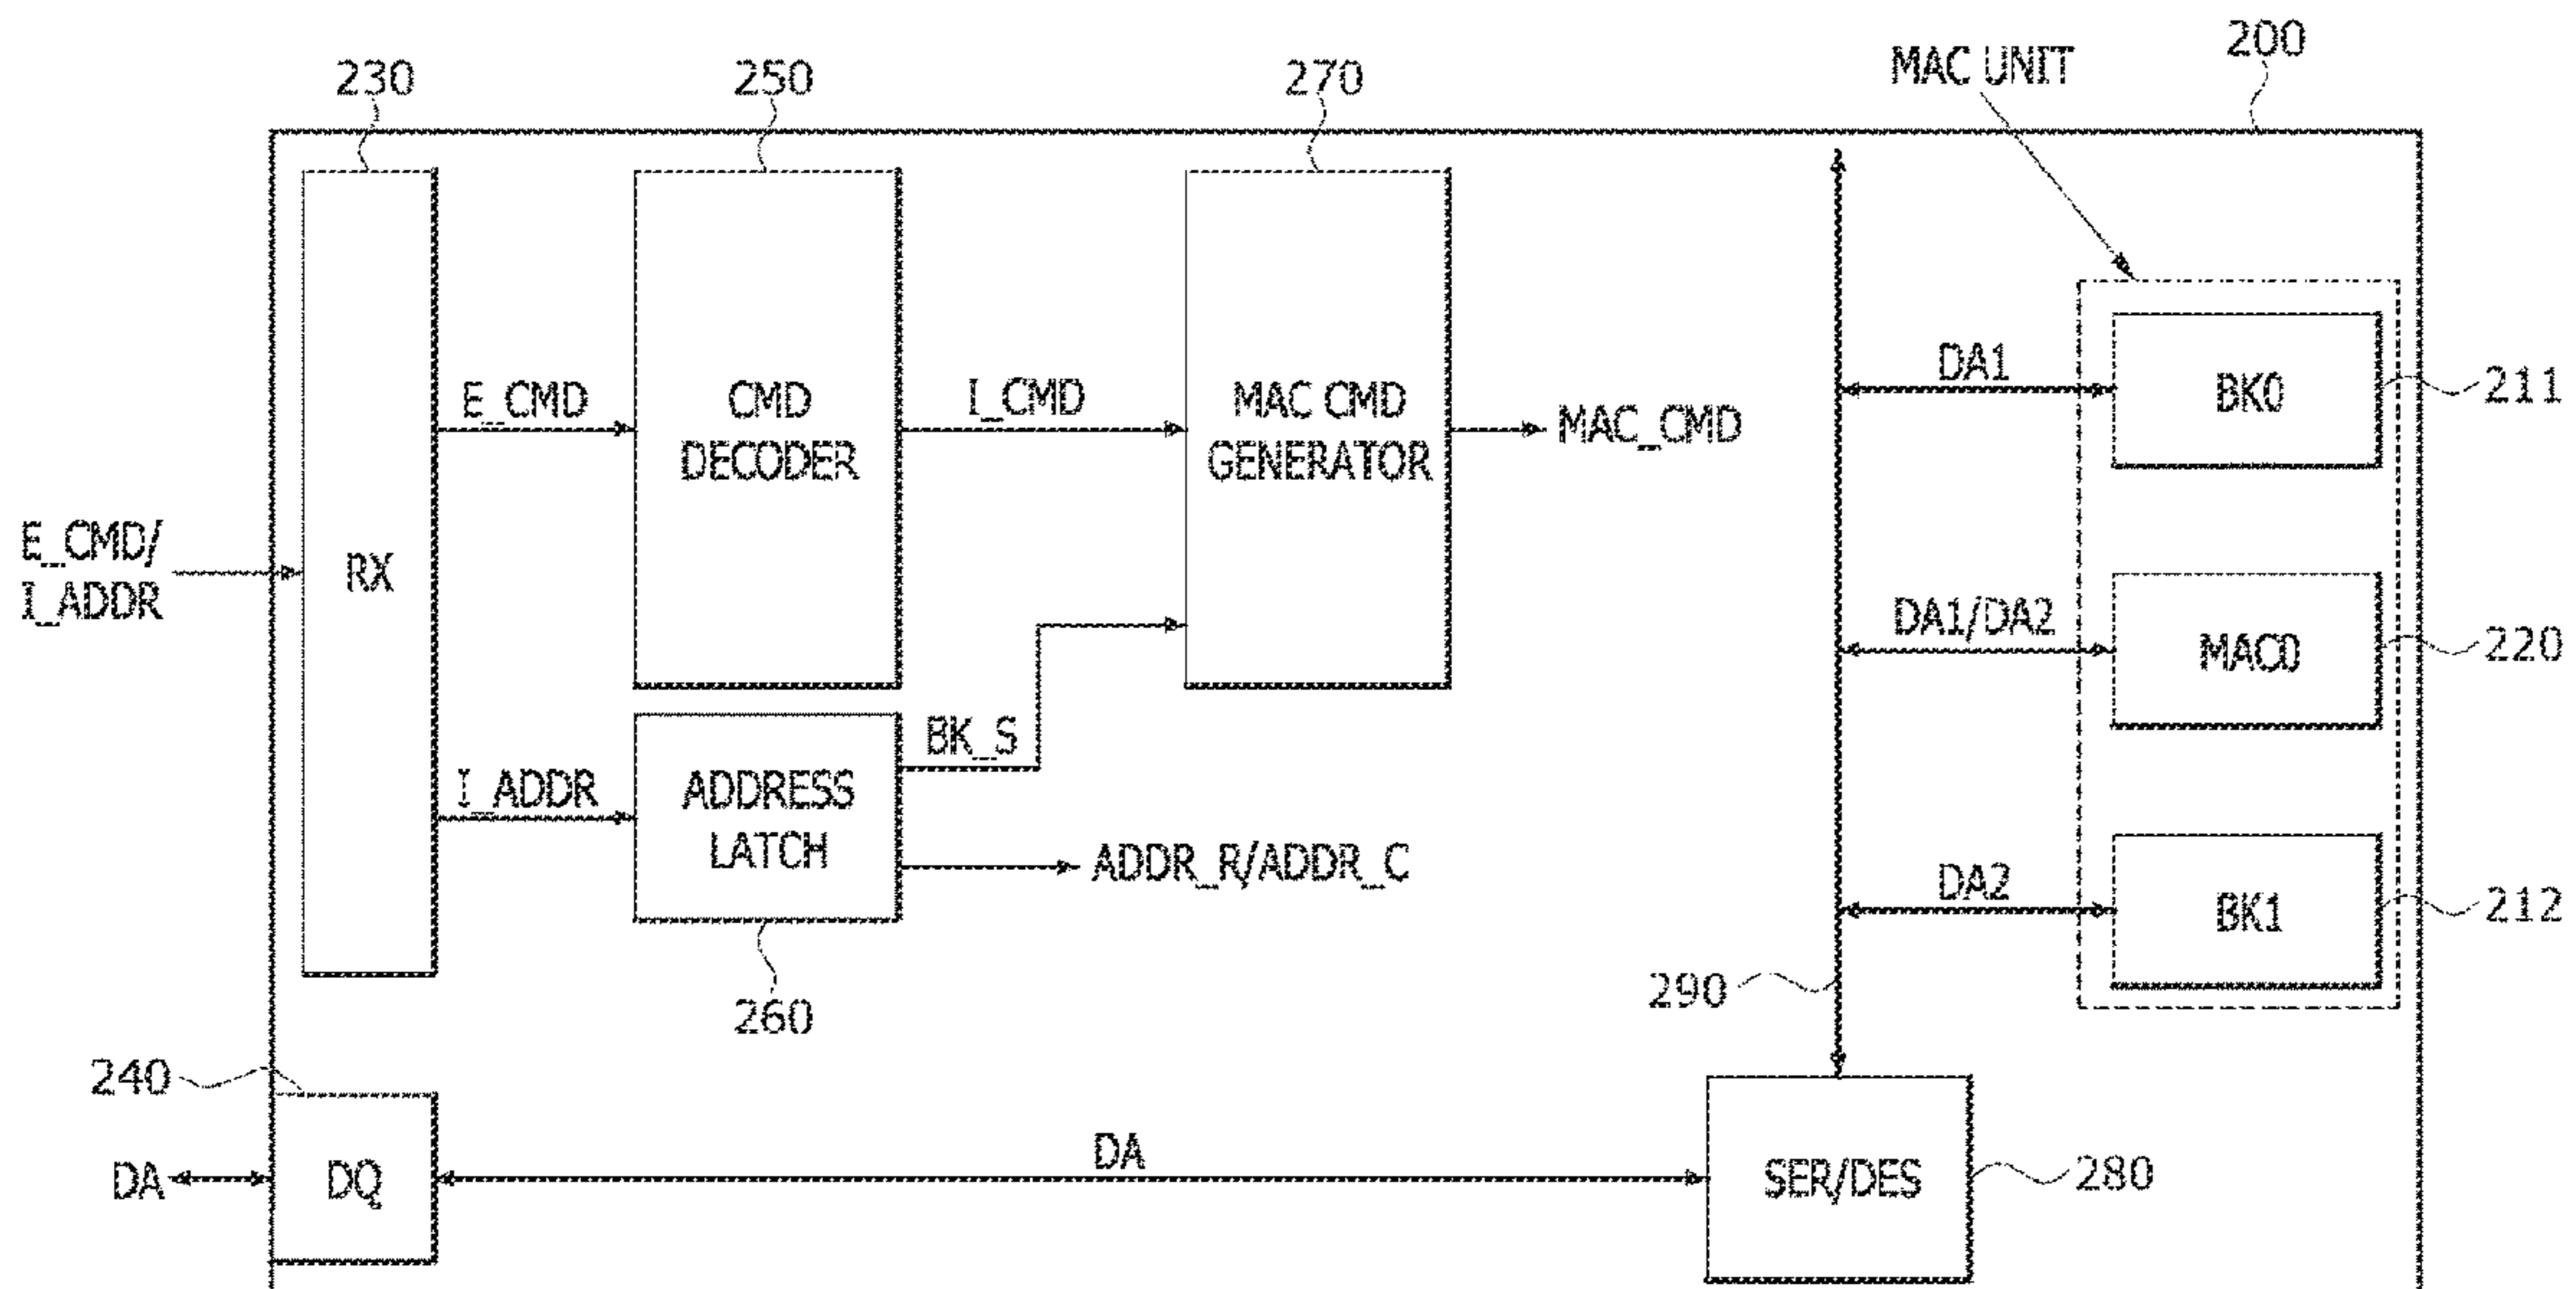 200
MAC UNIT
230
250
270
E_CMD
CMD
DECODER
I_CMD
MAC CMD
GENERATOR
MAC_CMD
DA1
BK0
211
E_CMD/
I_ADDR
RX
DA1/DA2
MAC0
220
BK_S
I_ADDR
ADDRESS
LATCH
ADDR_R/ADDR_C
DA2
BK1
212
260
290
240
DA
DQ
DA
SER/DES
280